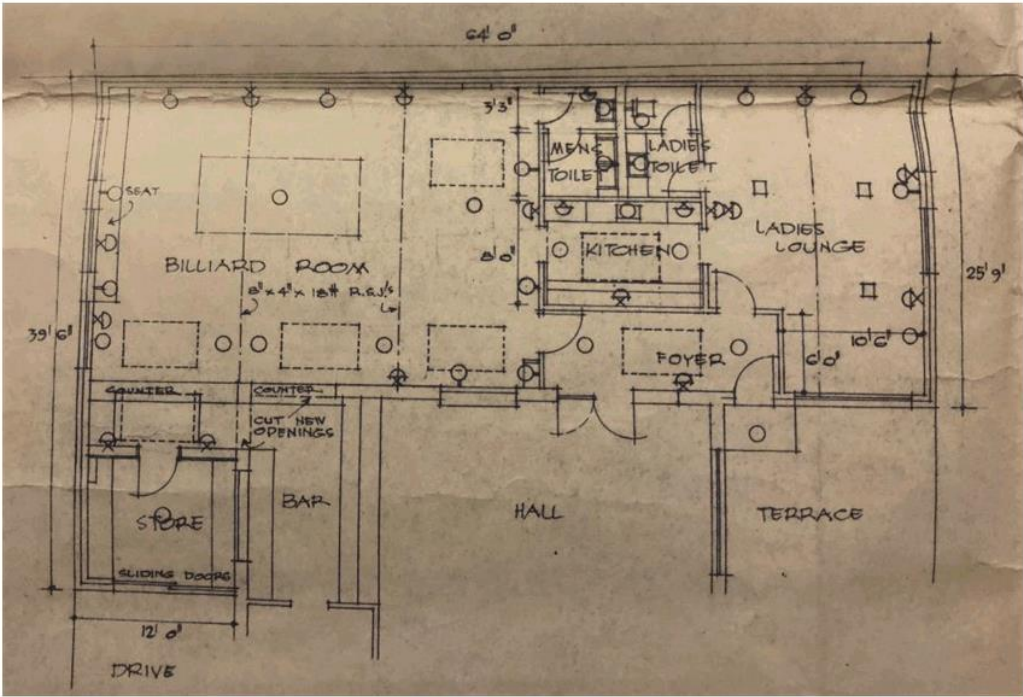 64' 0"
3'3"
MENS
TOILET
LADIES
TOILET
SEAT
LADIES
LOUNGE
8' 0"
KITCHEN
BILLIARD ROOM
8" x 4" x 18# R.S.J.'s
25' 9"
39' 6"
10' 6"
6' 0"
FOYER
COUNTER
COUNTER
CUT NEW
OPENINGS
BAR
HALL
TERRACE
STORE
SLIDING DOORS
12' 0"
DRIVE